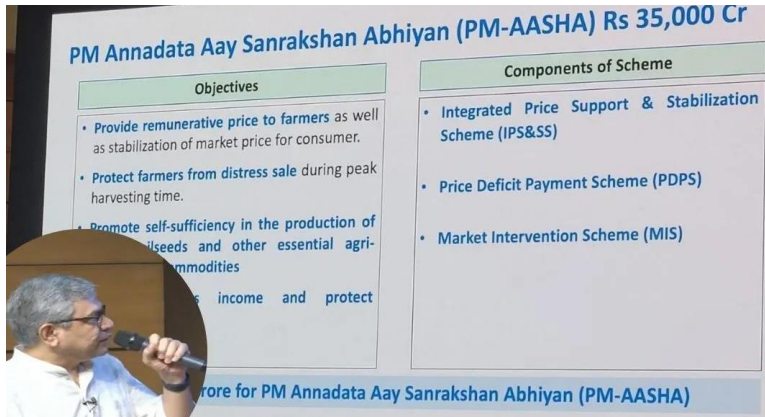 PM Annadata Aay Sanrakshan Abhiyan (PM-AASHA) Rs 35,000 Cr
Objectives
• Provide remunerative price to farmers as well
as stabilization of market price for consumer.
• Protect farmers from distress sale during peak
harvesting time.
Promote self-sufficiency in the production of
ilseeds and other essential agri-
mmodities
income and protect
Components of Scheme
• Integrated Price Support & Stabilization
Scheme (IPS&SS)
• Price Deficit Payment Scheme (PDPS)
• Market Intervention Scheme (MIS)
rore for PM Annadata Aay Sanrakshan Abhiyan (PM-AASHA)